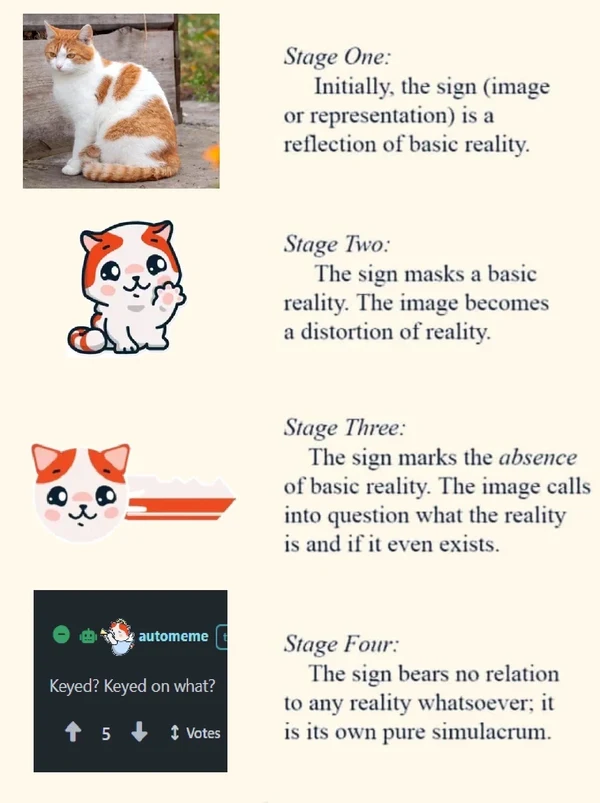 Stage One:
Initially, the sign (image
or representation) is a
reflection of basic reality.
Stage Two:
The sign masks a basic
reality. The image becomes
a distortion of reality.
Stage Three:
The sign marks the absence
of basic reality. The image calls
into question what the reality
is and if it even exists.
automeme
Keyed? Keyed on what?
5 Votes
Stage Four:
The sign bears no relation
to any reality whatsoever; it
is its own pure simulacrum.